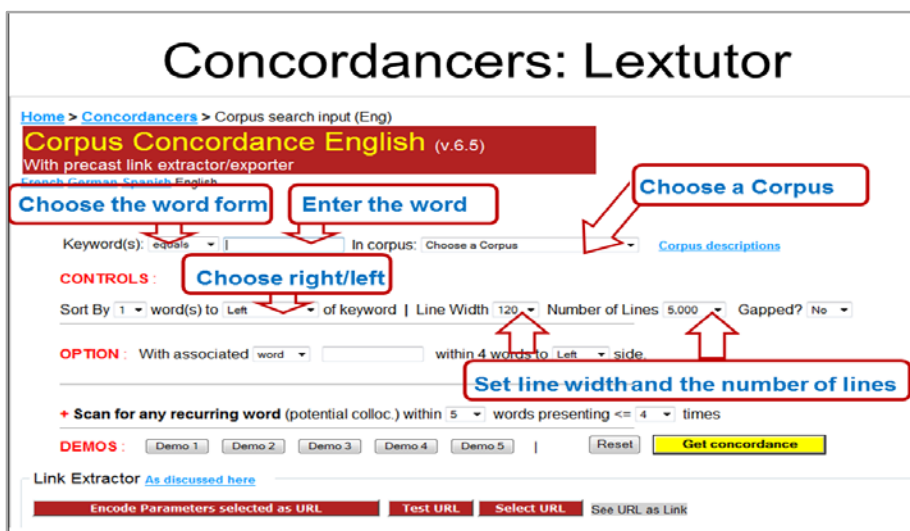 Concordancers: Lextutor
Home > Concordancers > Corpus search input (Eng)
Corpus Concordance English (v.6.5)
With precast link extractor/exporter
French German Spanish English
Choose the word form
Enter the word
Choose a Corpus
Keyword(s): equals In corpus: Choose a Corpus Corpus descriptions
CONTROLS :
Choose right/left
Sort By 1 word(s) to Left of keyword | Line Width 120 Number of Lines 5,000 Gapped? No
OPTION : With associated word within 4 words to Left side.
Set line width and the number of lines
+ Scan for any recurring word (potential colloc.) within 5 words presenting <= 4 times
DEMOS : Demo 1 Demo 2 Demo 3 Demo 4 Demo 5 | Reset Get concordance
Link Extractor As discussed here
Encode Parameters selected as URL Test URL Select URL See URL as Link